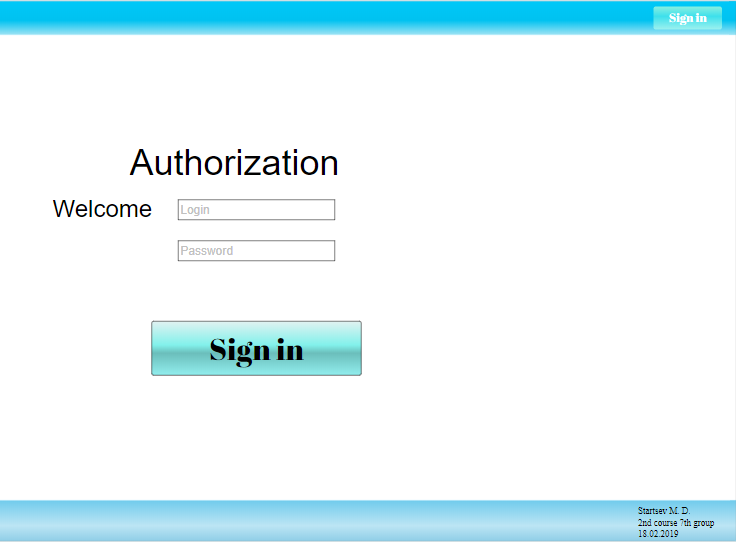 Sign in
Authorization
Welcome
Login
Password
Sign in
Startsev M. D.
2nd course 7th group
18.02.2019